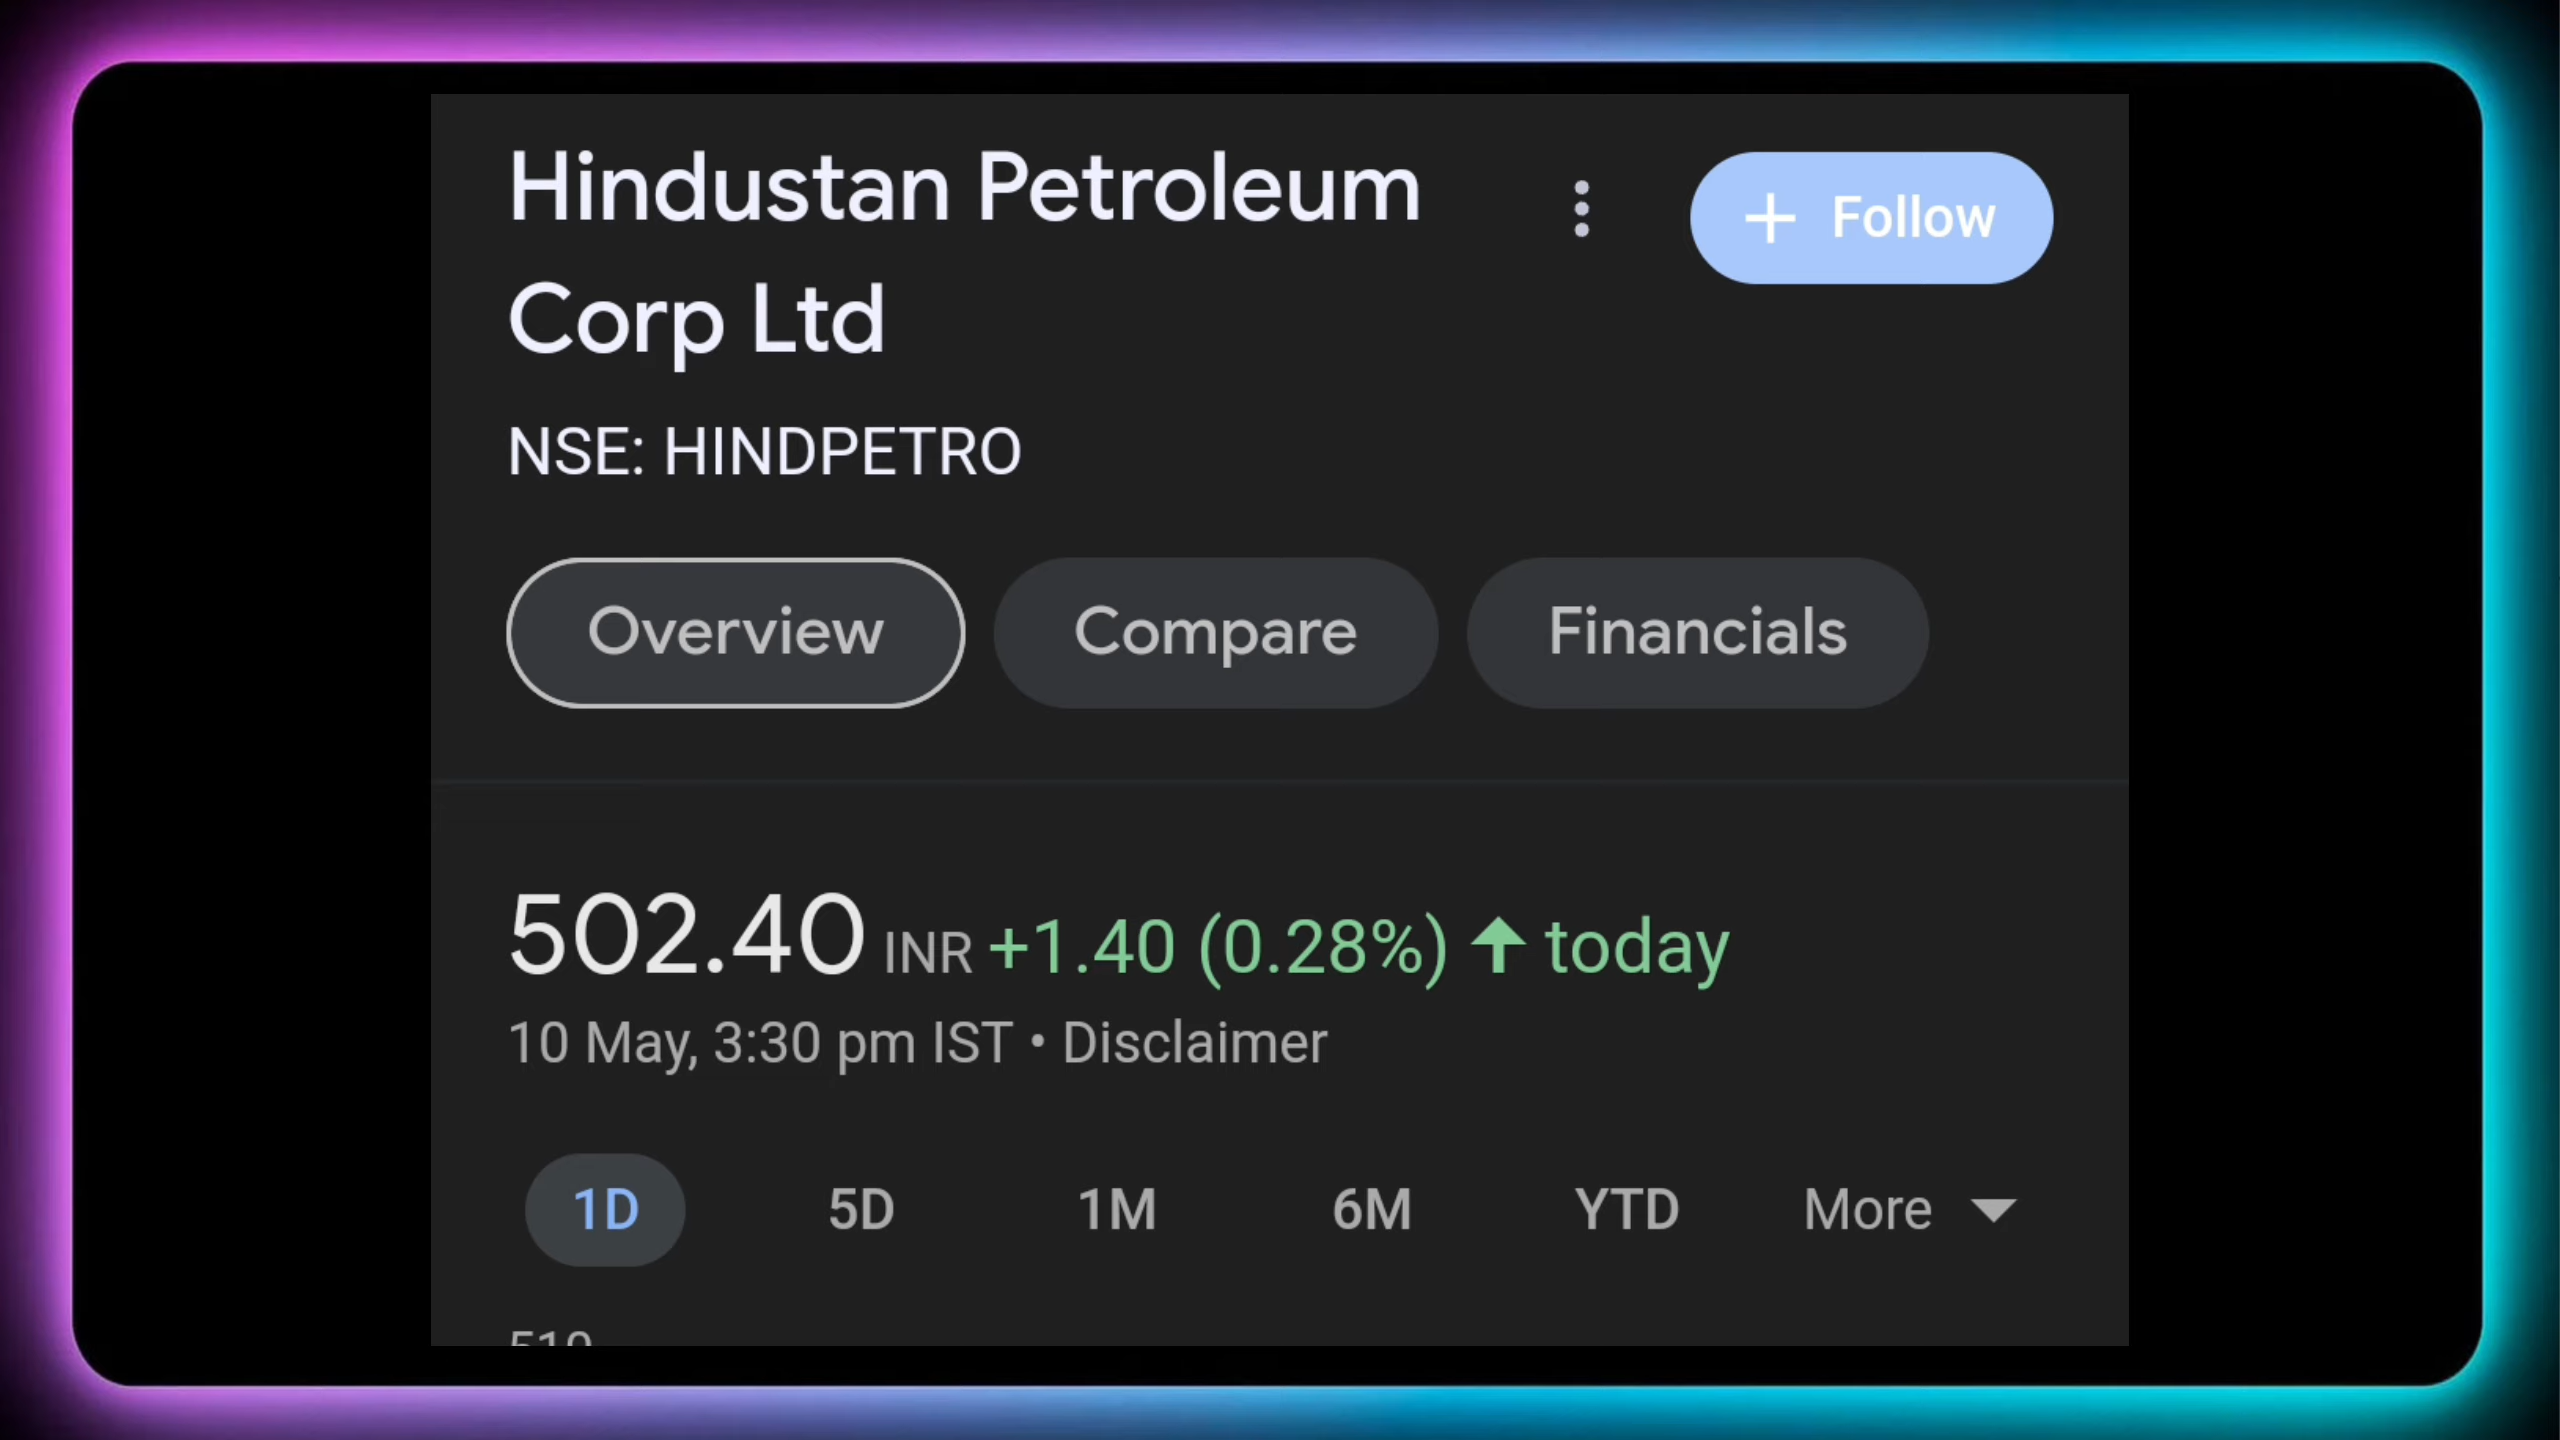 Hindustan Petroleum
Corp Ltd
+ Follow
NSE: HINDPETRO
Overview Compare Financials
502.40 INR +1.40 (0.28%) ↑ today
10 May, 3:30 pm IST • Disclaimer
1D 5D 1M 6M YTD More